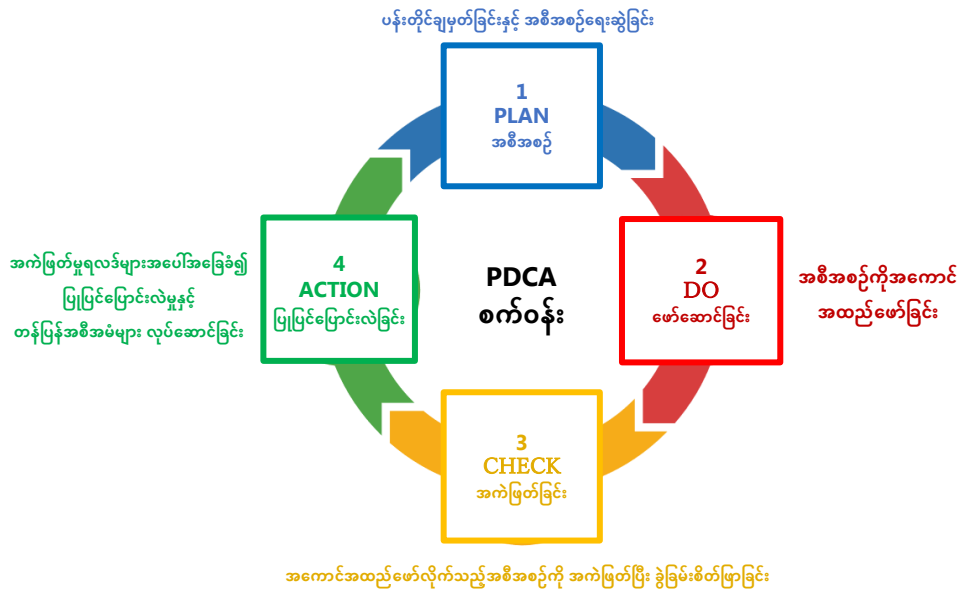 ပန်းတိုင်ချမှတ်ခြင်းနှင့် အစီအစဉ်ရေးဆွဲခြင်း
1
PLAN
အစီအစဉ်
2
DO
ဖော်ဆောင်ခြင်း
အစီအစဉ်ကိုအကောင်
အထည်ဖော်ခြင်း
3
CHECK
အကဲဖြတ်ခြင်း
အကောင်အထည်ဖော်လိုက်သည့်အစီအစဉ်ကို အကဲဖြတ်ပြီး ခွဲခြမ်းစိတ်ဖြာခြင်း
4
ACTION
ပြုပြင်ပြောင်းလဲခြင်း
အကဲဖြတ်မှုရလဒ်များအပေါ်အခြေခံ၍
ပြုပြင်ပြောင်းလဲမှုနှင့်
တန်ပြန်အစီအမံများ လုပ်ဆောင်ခြင်း
PDCA
စက်ဝန်း